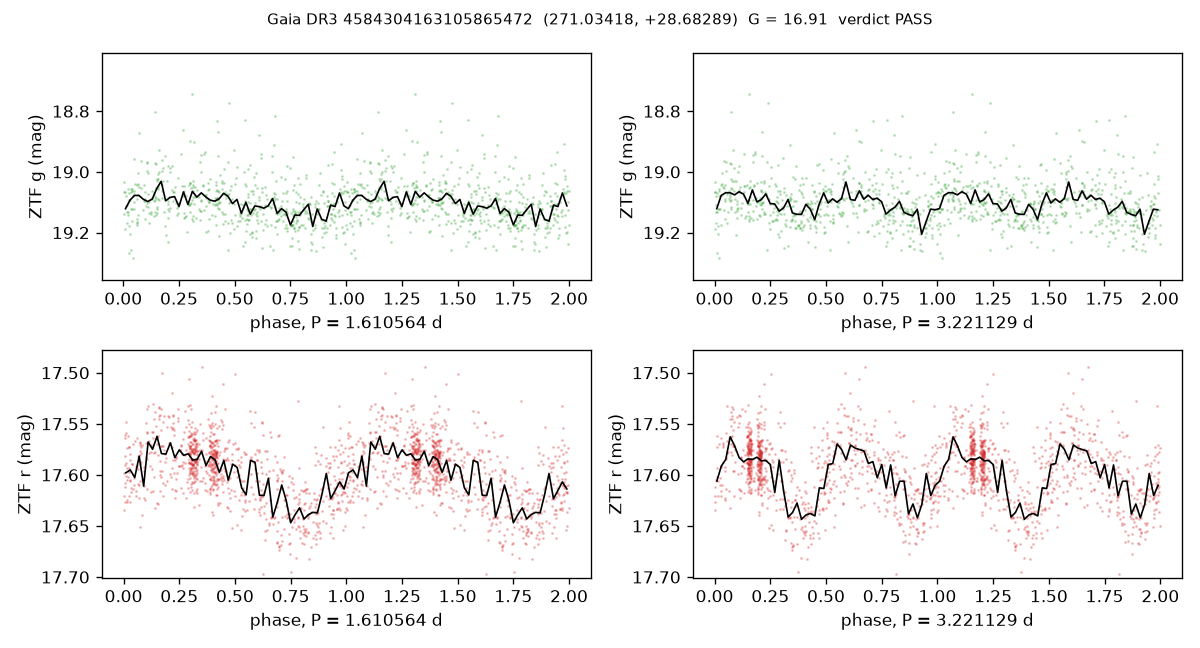 Gaia DR3 4584304163105865472 (271.03418, +28.68289) G = 16.91 verdict PASS
ZTF g (mag)
18.8
19.0
19.2
0.00 0.25 0.50 0.75 1.00 1.25 1.50 1.75 2.00
phase, P = 1.610564 d
ZTF g (mag)
18.8
19.0
19.2
0.00 0.25 0.50 0.75 1.00 1.25 1.50 1.75 2.00
phase, P = 3.221129 d
ZTF r (mag)
17.50
17.55
17.60
17.65
17.70
0.00 0.25 0.50 0.75 1.00 1.25 1.50 1.75 2.00
phase, P = 1.610564 d
ZTF r (mag)
17.50
17.55
17.60
17.65
17.70
0.00 0.25 0.50 0.75 1.00 1.25 1.50 1.75 2.00
phase, P = 3.221129 d